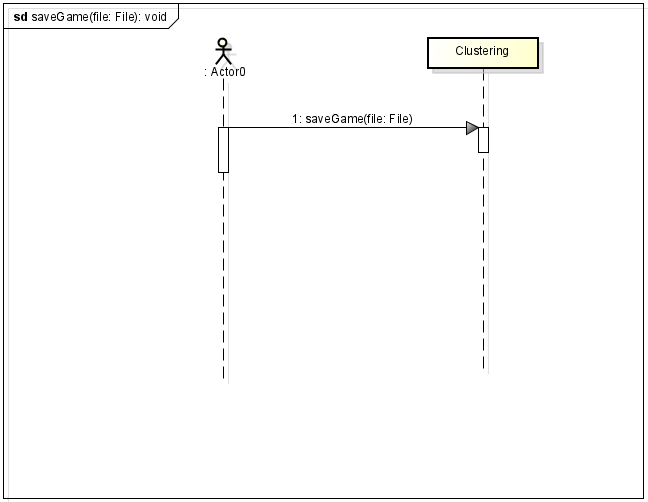 sd saveGame(file: File): void
: Actor0
Clustering
1: saveGame(file: File)